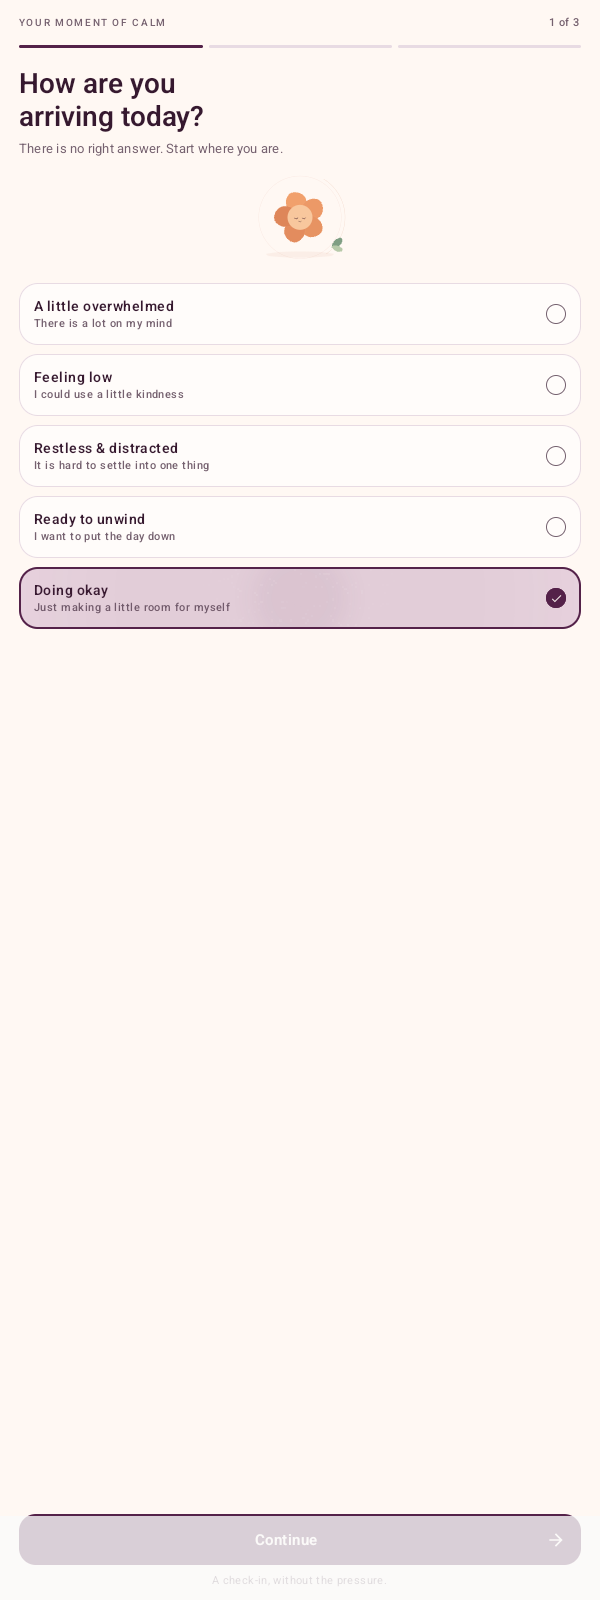 YOUR MOMENT OF CALM
1 of 3
How are you
arriving today?
There is no right answer. Start where you are.
A little overwhelmed
There is a lot on my mind
Feeling low
I could use a little kindness
Restless & distracted
It is hard to settle into one thing
Ready to unwind
I want to put the day down
Doing okay
Just making a little room for myself
Continue
A check-in, without the pressure.